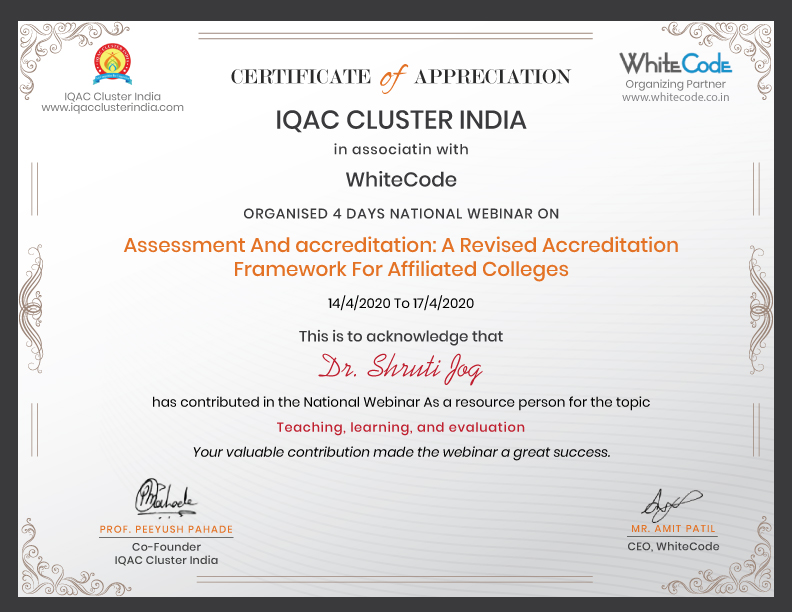 IQAC Cluster India
www.iqacclusterindia.com
CERTIFICATE of APPRECIATION
WhiteCode
Organizing Partner
www.whitecode.co.in
IQAC CLUSTER INDIA
in associatin with
WhiteCode
ORGANISED 4 DAYS NATIONAL WEBINAR ON
Assessment And accreditation: A Revised Accreditation
Framework For Affiliated Colleges
14/4/2020 To 17/4/2020
This is to acknowledge that
Dr. Shruti Jog
has contributed in the National Webinar As a resource person for the topic
Teaching, learning, and evaluation
Your valuable contribution made the webinar a great success.
PMahade
PROF. PEEYUSH PAHADE
Co-Founder
IQAC Cluster India
MR. AMIT PATIL
CEO, WhiteCode